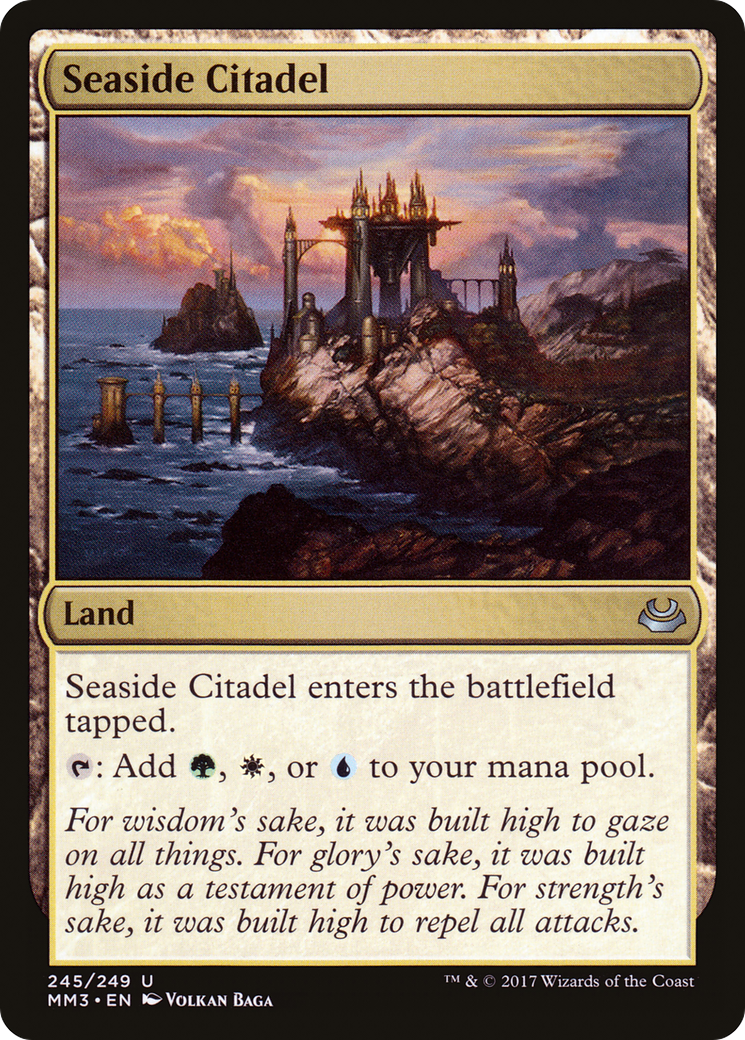 Seaside Citadel
Land
Seaside Citadel enters the battlefield
tapped.
: Add , , or to your mana pool.
For wisdom’s sake, it was built high to gaze
on all things. For glory’s sake, it was built
high as a testament of power. For strength’s
sake, it was built high to repel all attacks.
245/249 U
MM3 • EN Volkan Baga
™ & © 2017 Wizards of the Coast